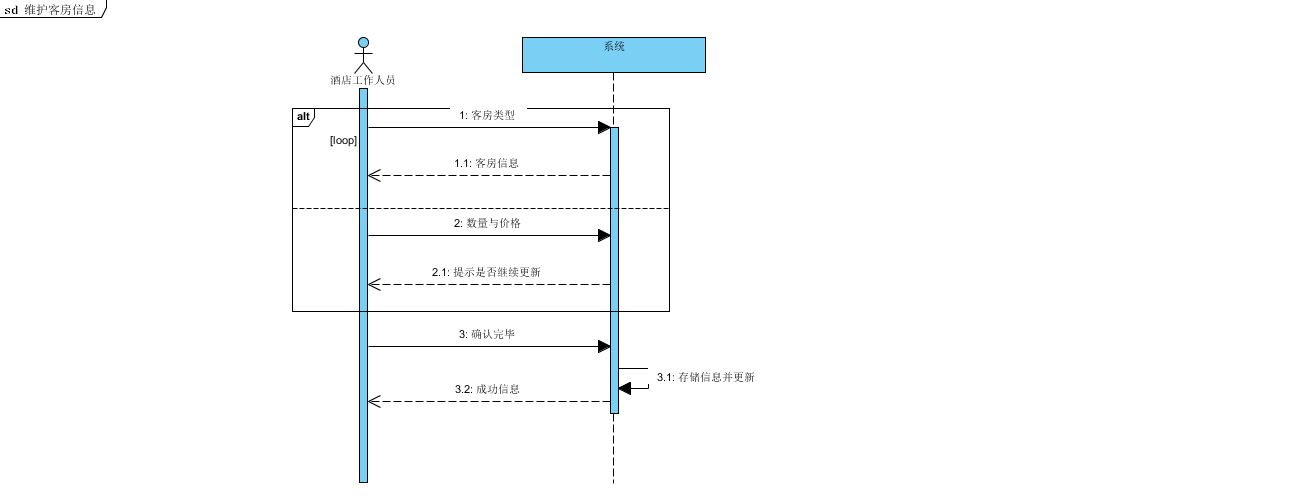 sd 维护客房信息
系统
酒店工作人员
alt
1: 客房类型
[loop]
1.1: 客房信息
2: 数量与价格
2.1: 提示是否继续更新
3: 确认完毕
3.1: 存储信息并更新
3.2: 成功信息